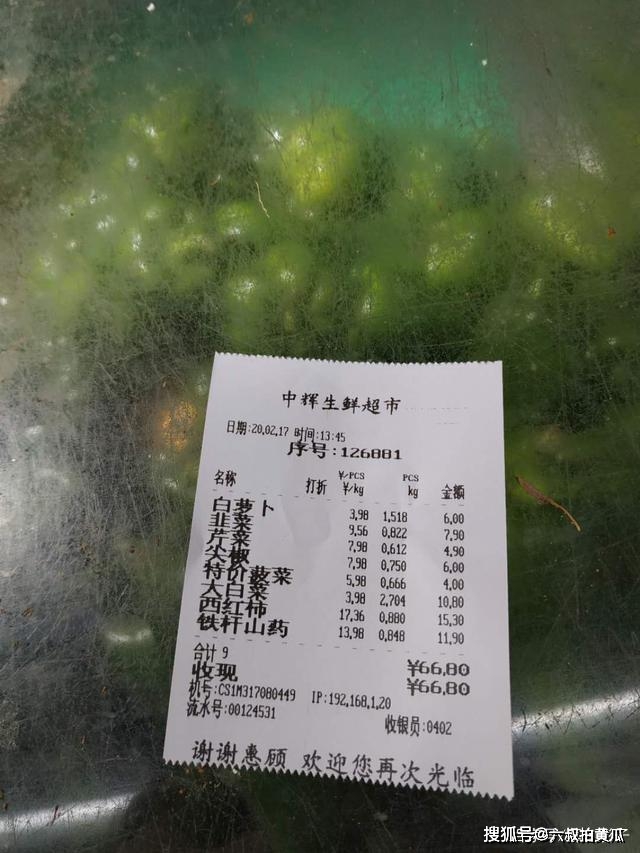 中辉生鲜超市
日期:20.02.17 时间:13:45
序号:126881
名称 打折 ¥/PCS ¥/kg PCS kg 金额
白萝卜 3.98 1.518 6.00
韭菜 9.56 0.822 7.90
芹菜 7.98 0.612 4.90
尖椒 7.98 0.750 6.00
特价蔬菜 5.98 0.666 4.00
大白菜 3.98 2.704 10.80
西红柿 17.36 0.880 15.30
铁杆山药 13.98 0.848 11.90
合计 9 ¥66.80
收现 ¥66.80
机号:CS1M317080449 IP:192.168.1.20
流水号:00124531 收银员:0402
谢谢惠顾 欢迎您再次光临
搜狐号@六叔拍黄瓜